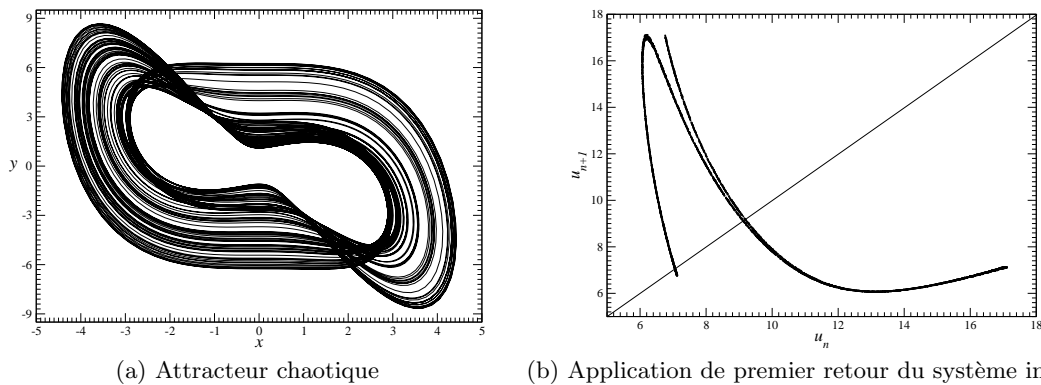 9
6
3
y 0
-3
-6
-9
-5 -4 -3 -2 -1 0 1 2 3 4 5
x
(a) Attracteur chaotique
18
16
14
12
u_{n+1}
10
8
6
6 8 10 12 14 16 18
u_n
(b) Application de premier retour du système in